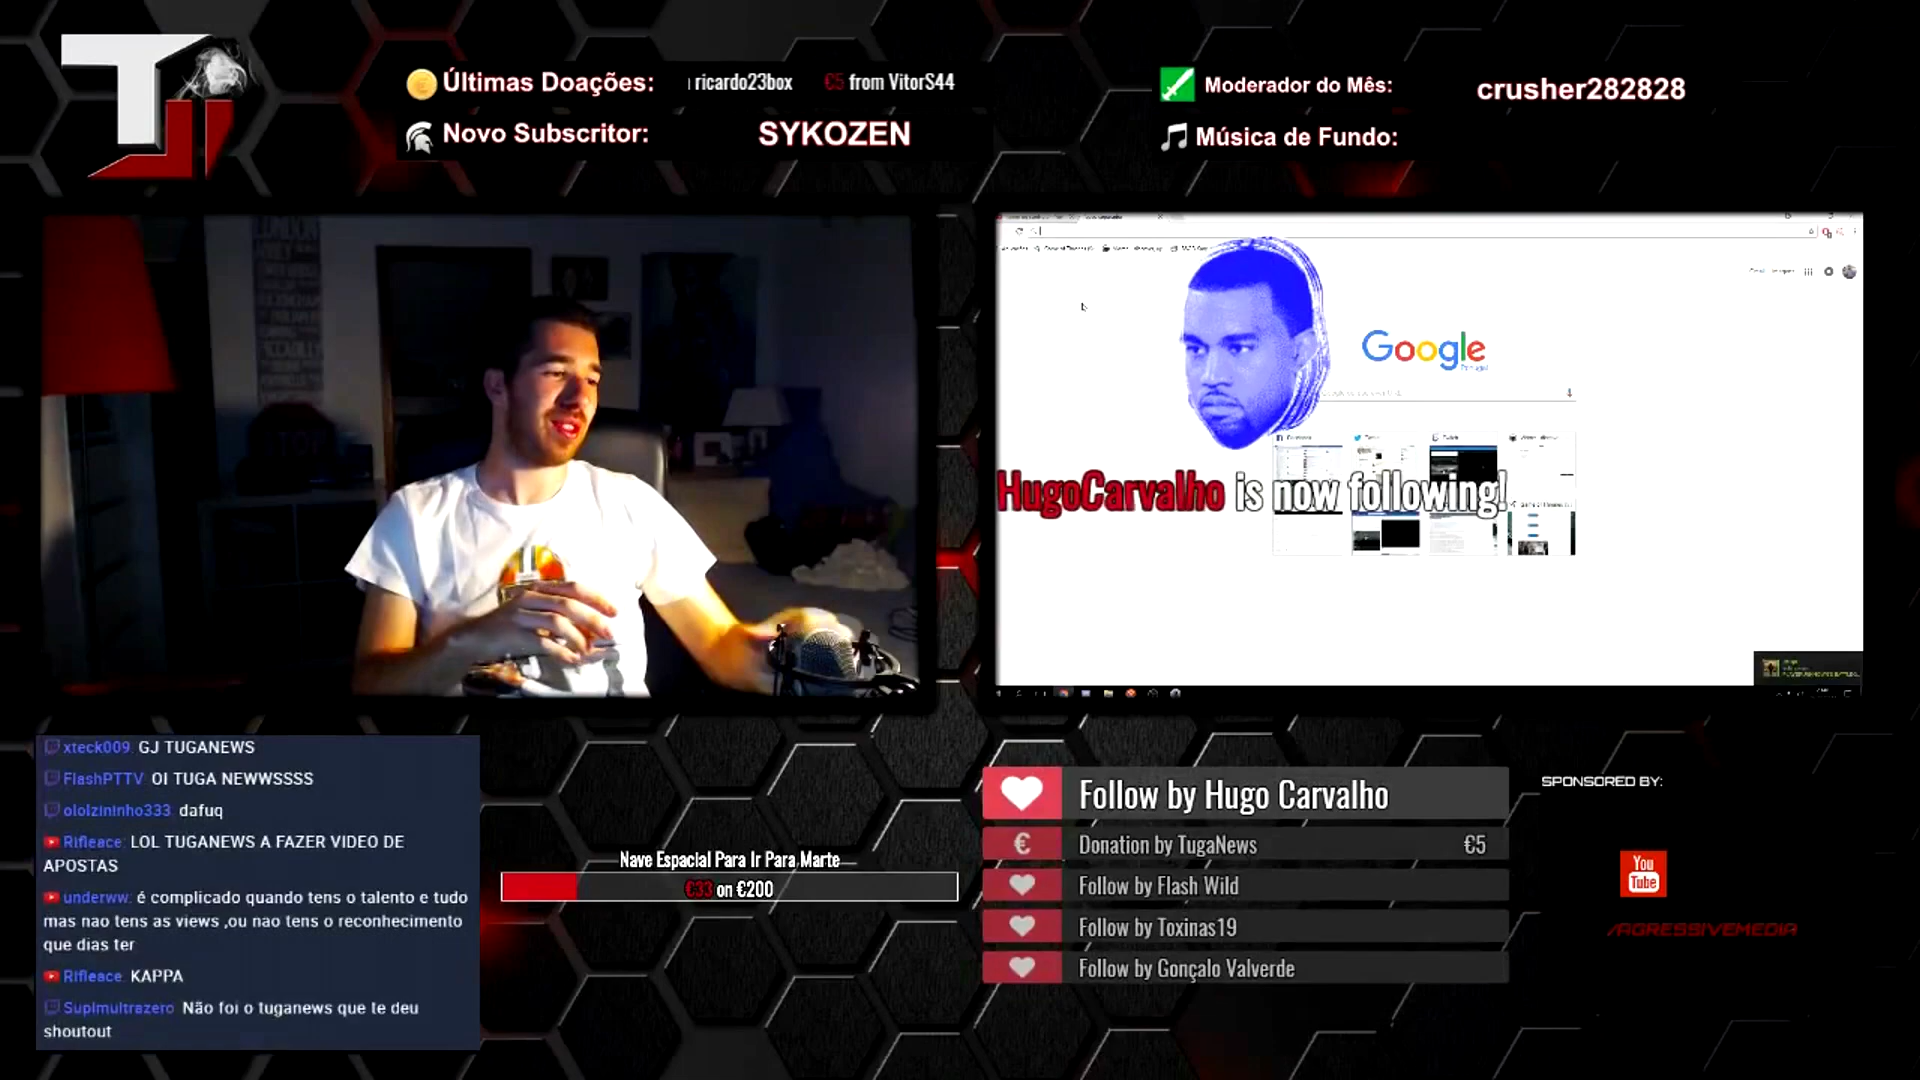 Últimas Doações:
ricardo23box
€5 from VitorS44
Novo Subscritor:
SYKOZEN
Moderador do Mês:
crusher282828
Música de Fundo:
LONDON
Google
Portugal
HugoCarvalho is now following!
STOP
xteck009: GJ TUGANEWS
FlashPTTV: OI TUGA NEWWSSSS
ololzininho333: dafuq
Rifleace: LOL TUGANEWS A FAZER VIDEO DE
APOSTAS
underww: é complicado quando tens o talento e tudo
mas nao tens as views ,ou nao tens o reconhecimento
que dias ter
Rifleace: KAPPA
Suplmultrazero: Não foi o tuganews que te deu
shoutout
Nave Espacial Para Ir Para Marte
€33 on €200
Follow by Hugo Carvalho
€ Donation by TugaNews €5
Follow by Flash Wild
Follow by Toxinas19
Follow by Gonçalo Valverde
SPONSORED BY:
You
Tube
/AGRESSIVEMEDIA